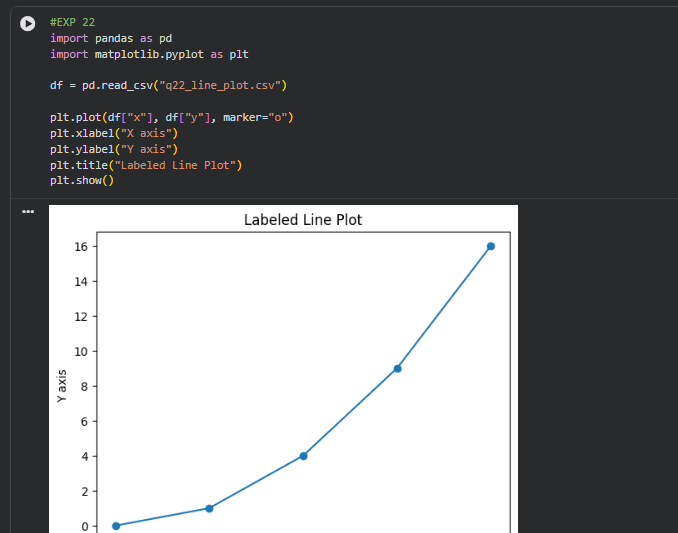 #EXP 22
import pandas as pd
import matplotlib.pyplot as plt
df = pd.read_csv("q22_line_plot.csv")
plt.plot(df["x"], df["y"], marker="o")
plt.xlabel("X axis")
plt.ylabel("Y axis")
plt.title("Labeled Line Plot")
plt.show()
Labeled Line Plot
16
14
12
10
8
6
4
2
0
Y axis